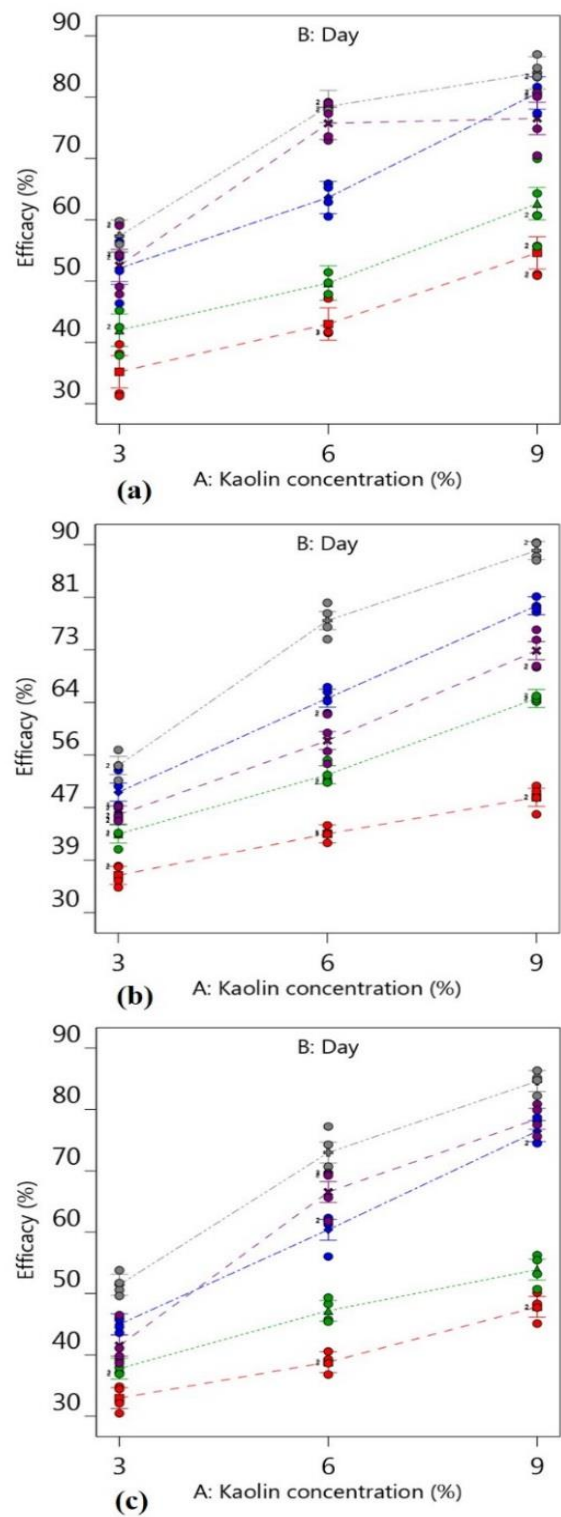 90
B: Day
80
70
60
50
40
30
Efficacy (%)
3
6
9
A: Kaolin concentration (%)
(a)
90
B: Day
81
73
64
56
47
39
30
Efficacy (%)
3
6
9
A: Kaolin concentration (%)
(b)
90
B: Day
80
70
60
50
40
30
Efficacy (%)
3
6
9
A: Kaolin concentration (%)
(c)